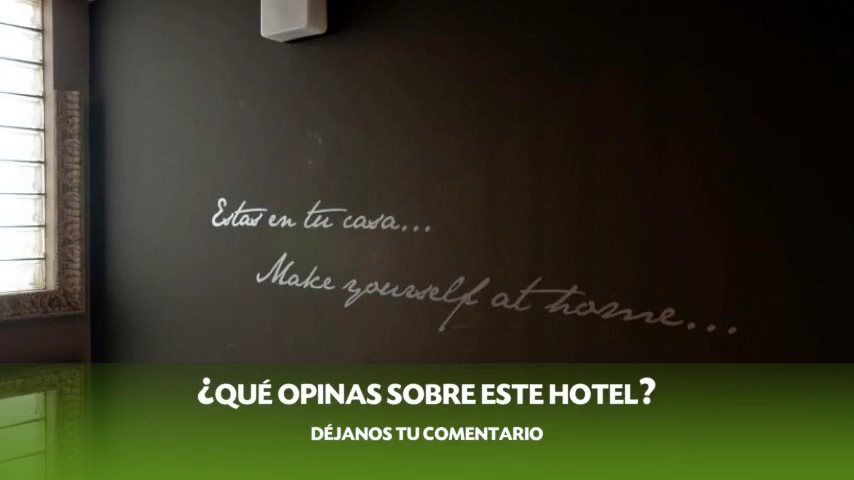 Estas en tu casa...
Make yourself at home...
¿QUÉ OPINAS SOBRE ESTE HOTEL?
DÉJANOS TU COMENTARIO